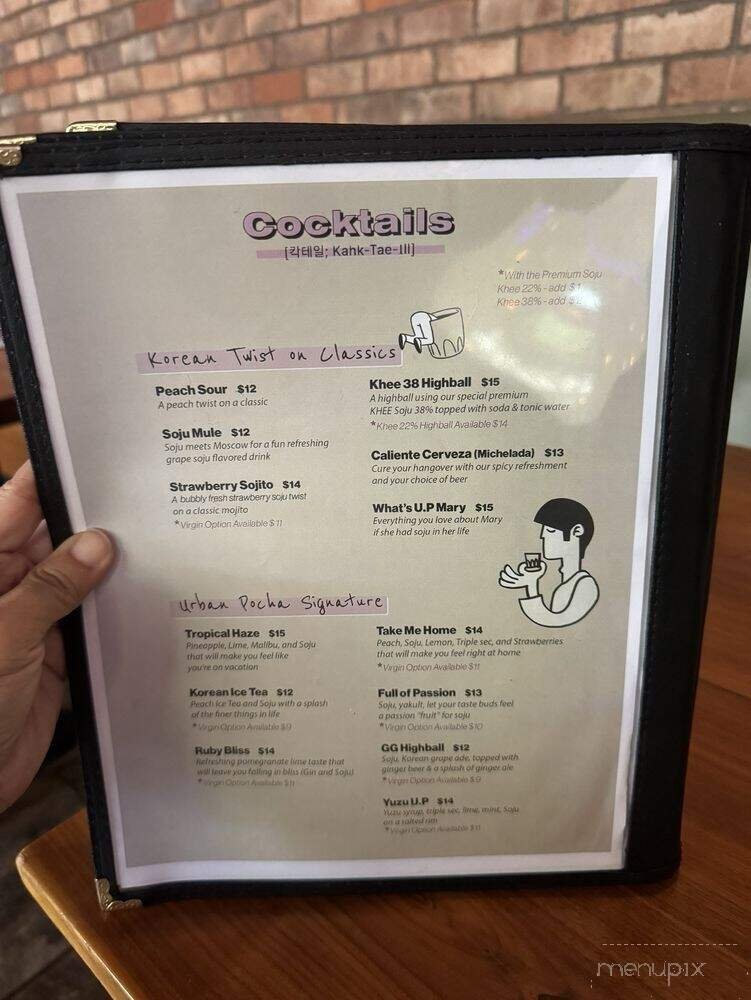 Cocktails
[칵테일; Kahk-Tae-Ill]
*With the Premium Soju
Khee 22% - add $1
Khee 38% - add
Korean Twist on Classics
Peach Sour $12
A peach twist on a classic
Soju Mule $12
Soju meets Moscow for a fun refreshing
grape soju flavored drink
Strawberry Sojito $14
A bubbly fresh strawberry soju twist
on a classic mojito
*Virgin Option Available $11
Khee 38 Highball $15
A highball using our special premium
KHEE Soju 38% topped with soda & tonic water
*Khee 22% Highball Available $14
Caliente Cerveza (Michelada) $13
Cure your hangover with our spicy refreshment
and your choice of beer
What's U.P Mary $15
Everything you love about Mary
if she had soju in her life
Urban Pocha Signature
Tropical Haze $15
Pineapple, Lime, Malibu, and Soju
that will make you feel like
you're on vacation
Korean Ice Tea $12
Peach Ice Tea and Soju with a splash
of the finer things in life
*Virgin Option Available $9
Ruby Bliss $14
Refreshing pomegranate lime taste that
will leave you falling in bliss (Gin and Soju)
*Virgin Option Available $11
Take Me Home $14
Peach, Soju, Lemon, Triple sec, and Strawberries
that will make you feel right at home
*Virgin Option Available $11
Full of Passion $13
Soju, yakult, let your taste buds feel
a passion "fruit" for soju
*Virgin Option Available $10
GG Highball $12
Soju, Korean grape ade, topped with
ginger beer & a splash of ginger ale
*Virgin Option Available $9
Yuzu U.P $14
Yuzu syrup, triple sec, lime, mint, Soju
on a salted rim
*Virgin Option Available $11
menupix